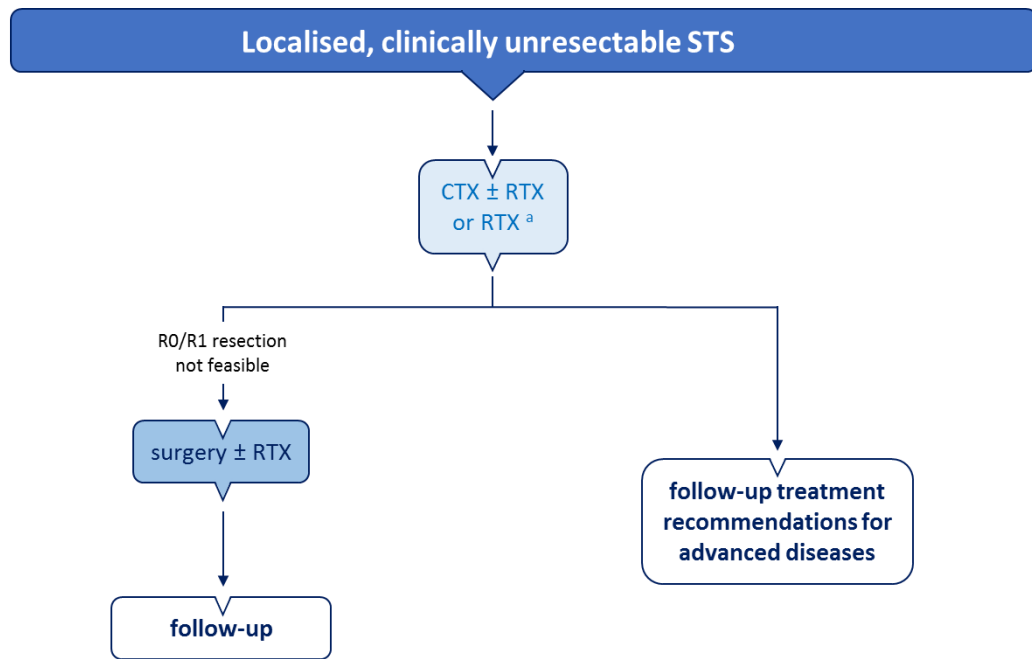 Localised, clinically unresectable STS
CTX ± RTX
or RTX ᵃ
R0/R1 resection
not feasible
surgery ± RTX
follow-up treatment
recommendations for
advanced diseases
follow-up